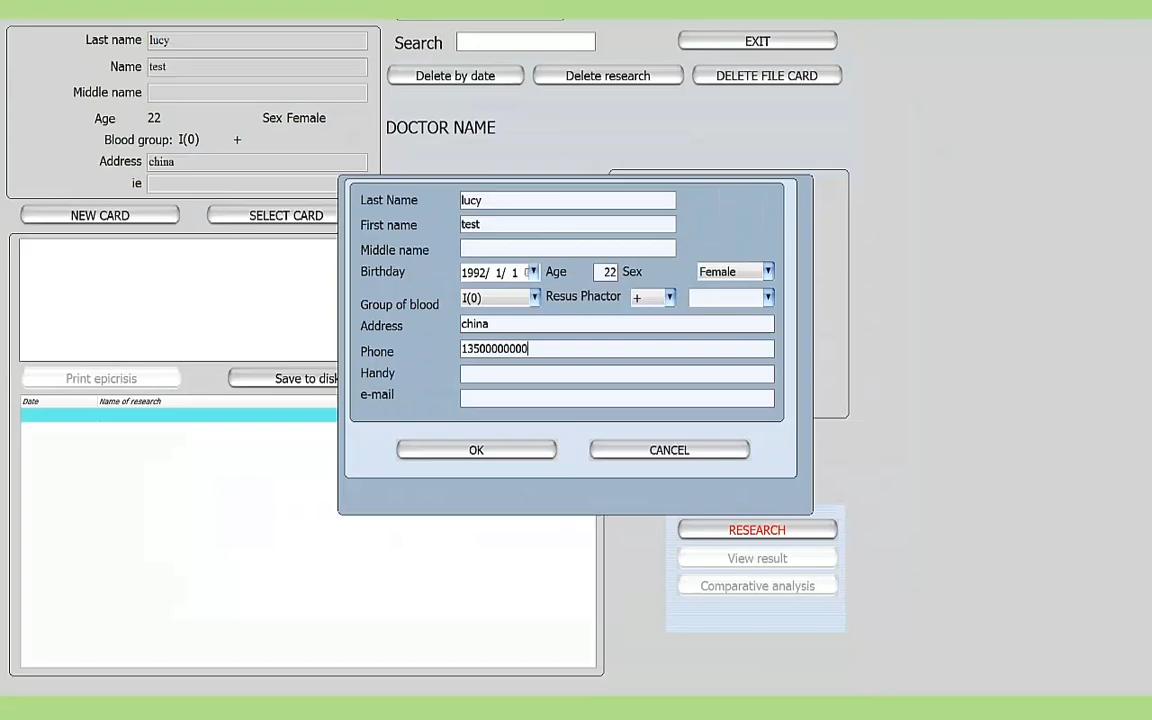 Last name lucy
Search
EXIT
Name test
Delete by date
Delete research
DELETE FILE CARD
Middle name
Age 22 Sex Female
DOCTOR NAME
Blood group: I(0) +
Address china
ie
NEW CARD
SELECT CARD
Last Name lucy
First name test
Middle name
Birthday 1992/ 1/ 1 Age 22 Sex Female
Group of blood I(0) Resus Phactor +
Address china
Phone 13500000000
Handy
e-mail
OK
CANCEL
Print epicrisis
Save to disk
Date Name of research
RESEARCH
View result
Comparative analysis